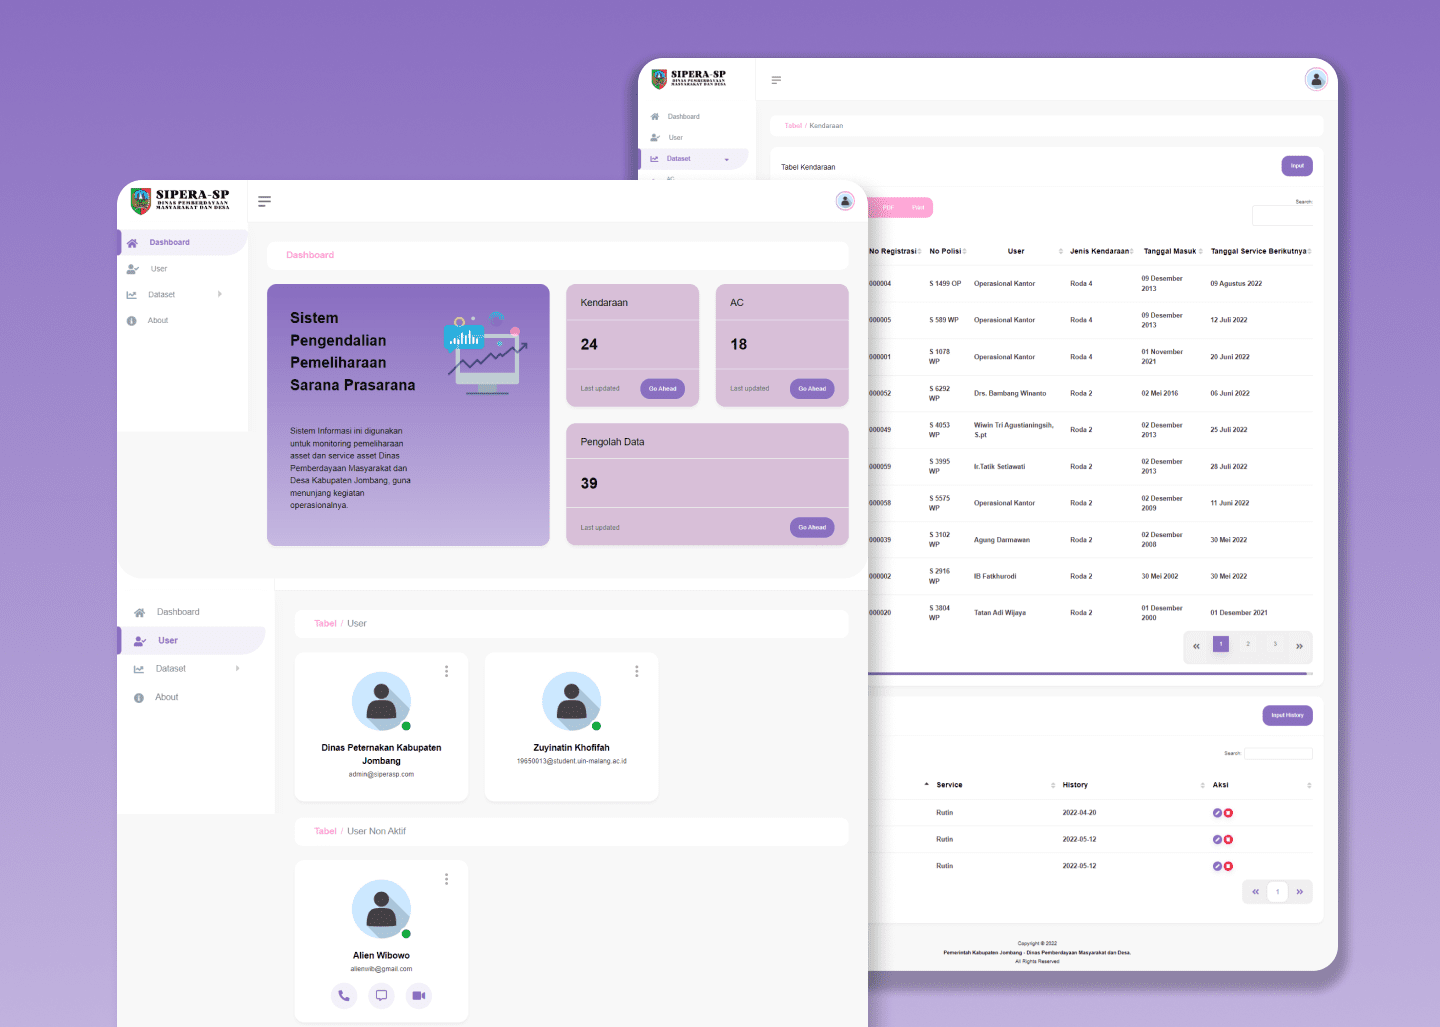 SIPERA-SP
DINAS PEMBERDAYAAN
MASYARAKAT DAN DESA
Dashboard
User
Dataset
AC
Tabel / Kendaraan
Tabel Kendaraan
Input
PDF Print
Search:
No Registrasi No Polisi User Jenis Kendaraan Tanggal Masuk Tanggal Service Berikutnya
000004 S 1499 OP Operasional Kantor Roda 4 09 Desember 2013 09 Agustus 2022
000005 S 589 WP Operasional Kantor Roda 4 09 Desember 2013 12 Juli 2022
000001 S 1078 WP Operasional Kantor Roda 4 01 November 2021 20 Juni 2022
000052 S 6292 WP Drs. Bambang Winanto Roda 2 02 Mei 2016 06 Juni 2022
000049 S 4053 WP Wiwin Tri Agustianingsih, S.pt Roda 2 02 Desember 2013 25 Juli 2022
000059 S 3995 WP Ir.Tatik Setiawati Roda 2 02 Desember 2013 28 Juli 2022
000058 S 5575 WP Operasional Kantor Roda 2 02 Desember 2009 11 Juni 2022
000039 S 3102 WP Agung Darmawan Roda 2 02 Desember 2008 30 Mei 2022
000002 S 2916 WP IB Fatkhurodi Roda 2 30 Mei 2002 30 Mei 2022
000020 S 3804 WP Tatan Adi Wijaya Roda 2 01 Desember 2000 01 Desember 2021
« 1 2 3 »
Input History
Search:
Service History Aksi
Rutin 2022-04-20
Rutin 2022-05-12
Rutin 2022-05-12
« 1 »
Copyright © 2022
Pemerintah Kabupaten Jombang - Dinas Pemberdayaan Masyarakat dan Desa.
All Rights Reserved
SIPERA-SP
DINAS PEMBERDAYAAN
MASYARAKAT DAN DESA
Dashboard
User
Dataset
About
Dashboard
Sistem
Pengendalian
Pemeliharaan
Sarana Prasarana
Sistem Informasi ini digunakan
untuk monitoring pemeliharaan
asset dan service asset Dinas
Pemberdayaan Masyarakat dan
Desa Kabupaten Jombang, guna
menunjang kegiatan
operasionalnya.
Kendaraan
24
Last updated Go Ahead
AC
18
Last updated Go Ahead
Pengolah Data
39
Last updated Go Ahead
Dashboard
User
Dataset
About
Tabel / User
Dinas Peternakan Kabupaten
Jombang
admin@siperasp.com
Zuyinatin Khofifah
19650013@student.uin-malang.ac.id
Tabel / User Non Aktif
Alien Wibowo
alienwib@gmail.com